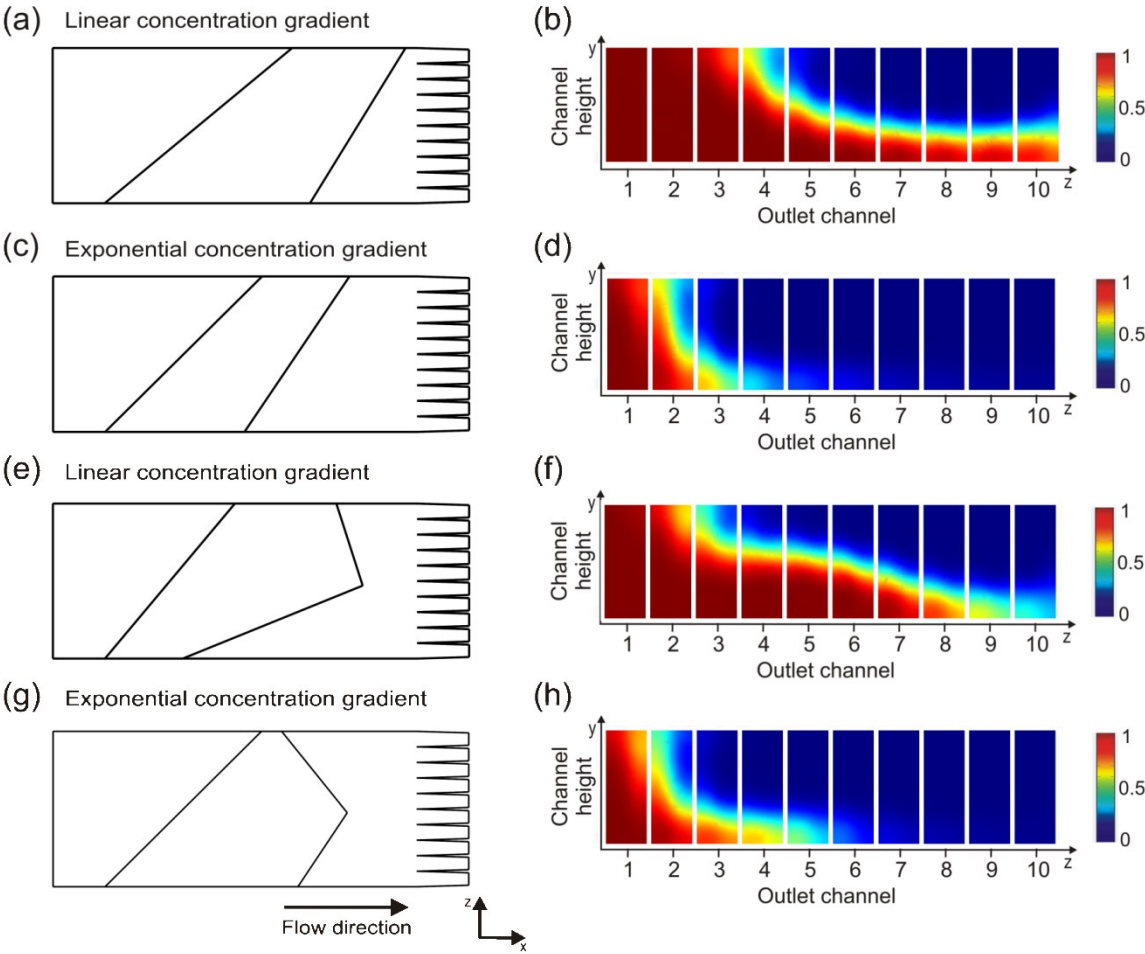 (a) Linear concentration gradient
(b)
y
Channel height
1
0.5
0
1 2 3 4 5 6 7 8 9 10 z
Outlet channel
(c) Exponential concentration gradient
(d)
y
Channel height
1
0.5
0
1 2 3 4 5 6 7 8 9 10 z
Outlet channel
(e) Linear concentration gradient
(f)
y
Channel height
1
0.5
0
1 2 3 4 5 6 7 8 9 10 z
Outlet channel
(g) Exponential concentration gradient
(h)
y
Channel height
1
0.5
0
1 2 3 4 5 6 7 8 9 10 z
Outlet channel
Flow direction
z
x